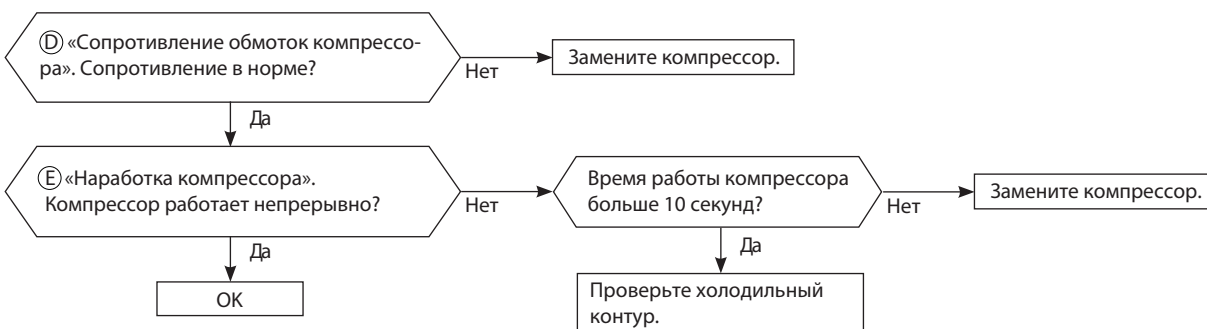 Ⓓ «Сопротивление обмоток компрессо-
ра». Сопротивление в норме?
Нет
Замените компрессор.
Да
Ⓔ «Наработка компрессора».
Компрессор работает непрерывно?
Нет
Время работы компрессора
больше 10 секунд?
Нет
Замените компрессор.
Да
Да
OK
Проверьте холодильный
контур.